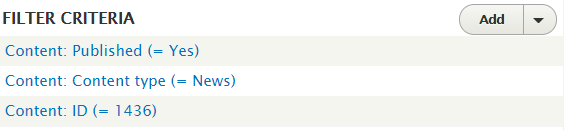 FILTER CRITERIA Add
Content: Published (= Yes)
Content: Content type (= News)
Content: ID (= 1436)